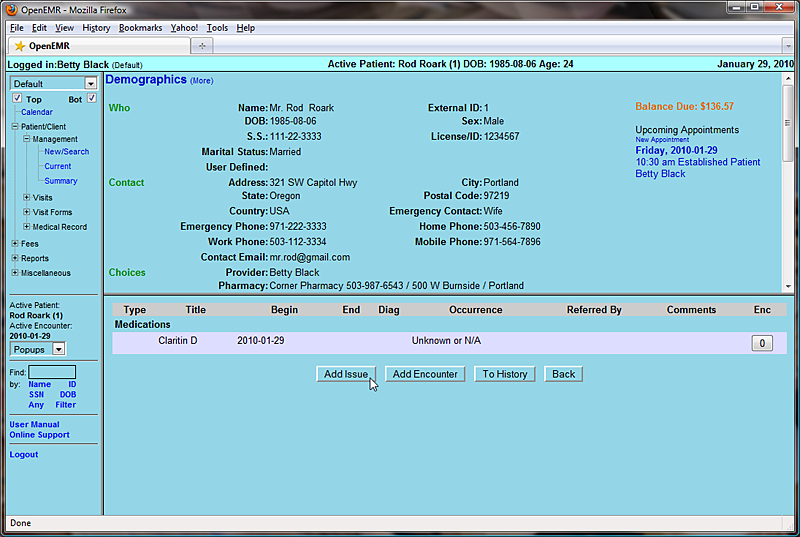 OpenEMR - Mozilla Firefox
File Edit View History Bookmarks Yahoo! Tools Help
OpenEMR
Logged in:Betty Black (Default) Active Patient: Rod Roark (1) DOB: 1985-08-06 Age: 24 January 29, 2010
Default
Top Bot
Calendar
Patient/Client
Management
New/Search
Current
Summary
Visits
Visit Forms
Medical Record
Fees
Reports
Miscellaneous
Active Patient:
Rod Roark (1)
Active Encounter:
2010-01-29
Popups
Find:
by: Name ID
SSN DOB
Any Filter
User Manual
Online Support
Logout
Demographics (More)
Who Name: Mr. Rod Roark External ID: 1
DOB: 1985-08-06 Sex: Male
S.S.: 111-22-3333 License/ID: 1234567
Marital Status: Married
User Defined:
Contact Address: 321 SW Capitol Hwy City: Portland
State: Oregon Postal Code: 97219
Country: USA Emergency Contact: Wife
Emergency Phone: 971-222-3333 Home Phone: 503-456-7890
Work Phone: 503-112-3334 Mobile Phone: 971-564-7896
Contact Email: mr.rod@gmail.com
Choices Provider: Betty Black
Pharmacy: Corner Pharmacy 503-987-6543 / 500 W Burnside / Portland
Balance Due: $136.57
Upcoming Appointments
New Appointment
Friday, 2010-01-29
10:30 am Established Patient
Betty Black
Type Title Begin End Diag Occurrence Referred By Comments Enc
Medications
Claritin D 2010-01-29 Unknown or N/A 0
Add Issue Add Encounter To History Back
Done